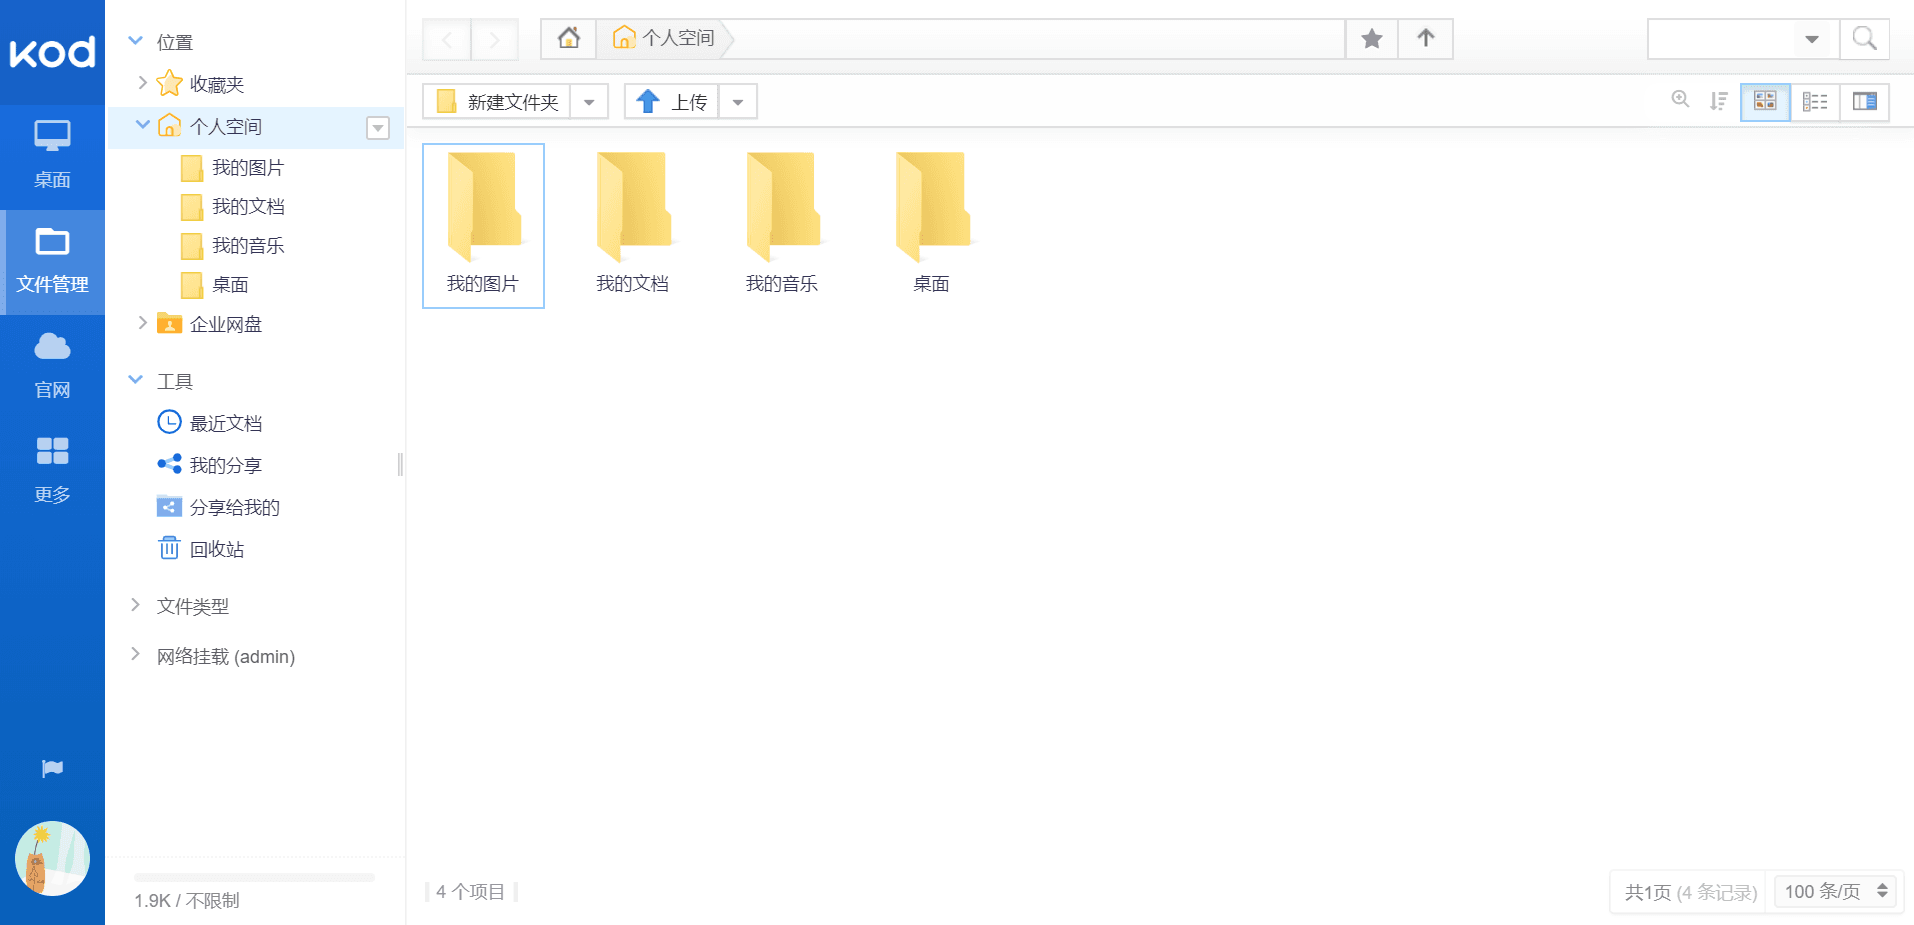 kod
桌面
文件管理
官网
更多
位置
收藏夹
个人空间
我的图片
我的文档
我的音乐
桌面
企业网盘
工具
最近文档
我的分享
分享给我的
回收站
文件类型
网络挂载 (admin)
1.9K / 不限制
个人空间
新建文件夹 上传
我的图片 我的文档 我的音乐 桌面
4 个项目
共1页 (4 条记录) 100 条/页